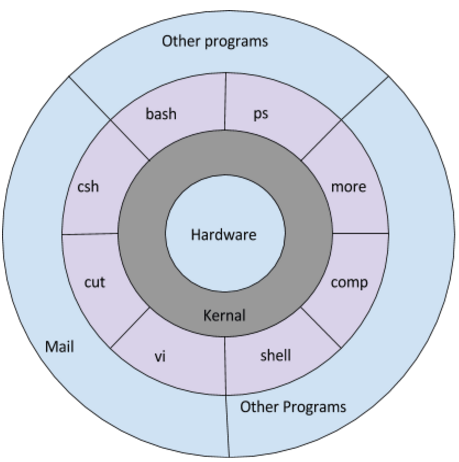 Other programs
bash
ps
csh
more
Hardware
cut
comp
Kernal
Mail
vi
shell
Other Programs